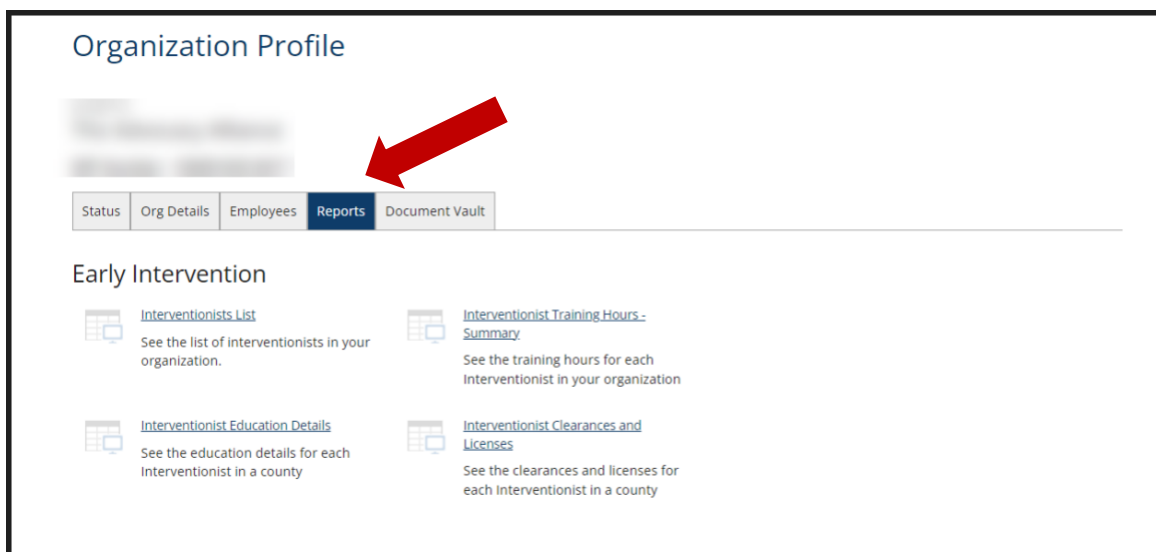 Organization Profile
Status
Org Details
Employees
Reports
Document Vault
Early Intervention
Interventionists List
See the list of interventionists in your
organization.
Interventionist Training Hours -
Summary
See the training hours for each
Interventionist in your organization
Interventionist Education Details
See the education details for each
Interventionist in a county
Interventionist Clearances and
Licenses
See the clearances and licenses for
each Interventionist in a county